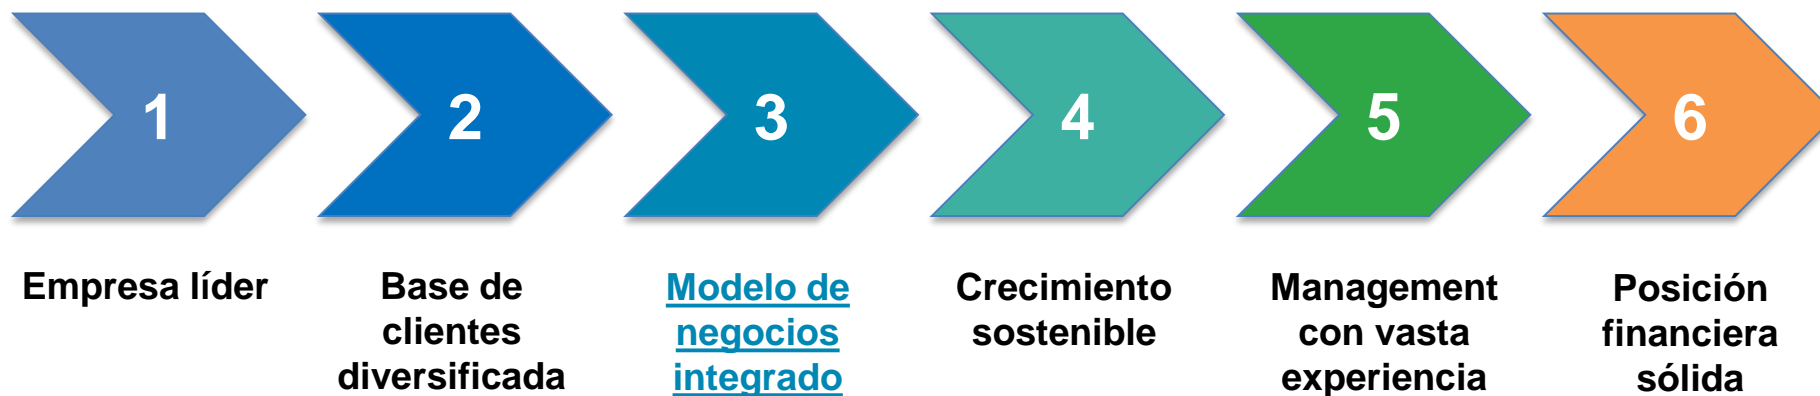 1
2
3
4
5
6
Empresa líder
Base de
clientes
diversificada
Modelo de
negocios
integrado
Crecimiento
sostenible
Management
con vasta
experiencia
Posición
financiera
sólida